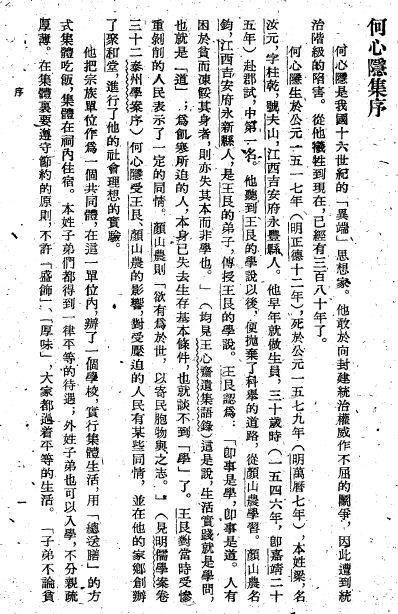 何心隱集序
何心隱是我國十六世紀的「異端」思想家。他敢於向封建統治權威作不屈的鬭爭,因此遭到統
治階級的陷害。從他犧牲到現在,已經有三百八十年了。
何心隱生於公元一五一七年(明正德十二年),死於公元一五七九年(明萬曆七年),本姓梁,名
汝元,字柱乾,號夫山,江西吉安府永豐縣人。他早年就做生員,三十歲時(一五四六年,卽嘉靖二十
五年)赴郡試,中第一名。他聽到王艮的學說以後,便拋棄了科舉的道路,從顏山農學習。顏山農名
鈞,江西吉安府永新縣人,是王艮的弟子,傳授王艮的學說。王艮認爲:「卽事是學,卽事是道。人有
困於貧而凍餒其身者,則亦失其本而非學也。」(均見王心齋遺集語錄)這是說,生活實踐就是學問,
也就是「道」;爲飢寒所迫的人,本身已失去生存基本條件,也就談不到「學」了。王艮對當時受慘
重剝削的人民表示了一定的同情。顏山農則「欲有爲於世,以寄民胞物與之志。」(見明儒學案卷
三十二泰州學案序)何心隱受王艮、顏山農的影響,對受壓迫的人民有某些同情,並在他的家鄉創辦
了聚和堂,進行了他的社會理想的實驗。
他把宗族單位作爲一個共同體,在這一單位內,辦了一個學校,實行集體生活,用「總送膳」的方
式集體吃飯,集體在祠內住宿。本姓子弟們都得到一律平等的待遇;外姓子弟也可以入學,不分親疏
厚薄。在集體裏要遵守節約的原則,不許「盛飾」、「厚味」,大家都過着平等的生活。「子弟不論貧
序
一